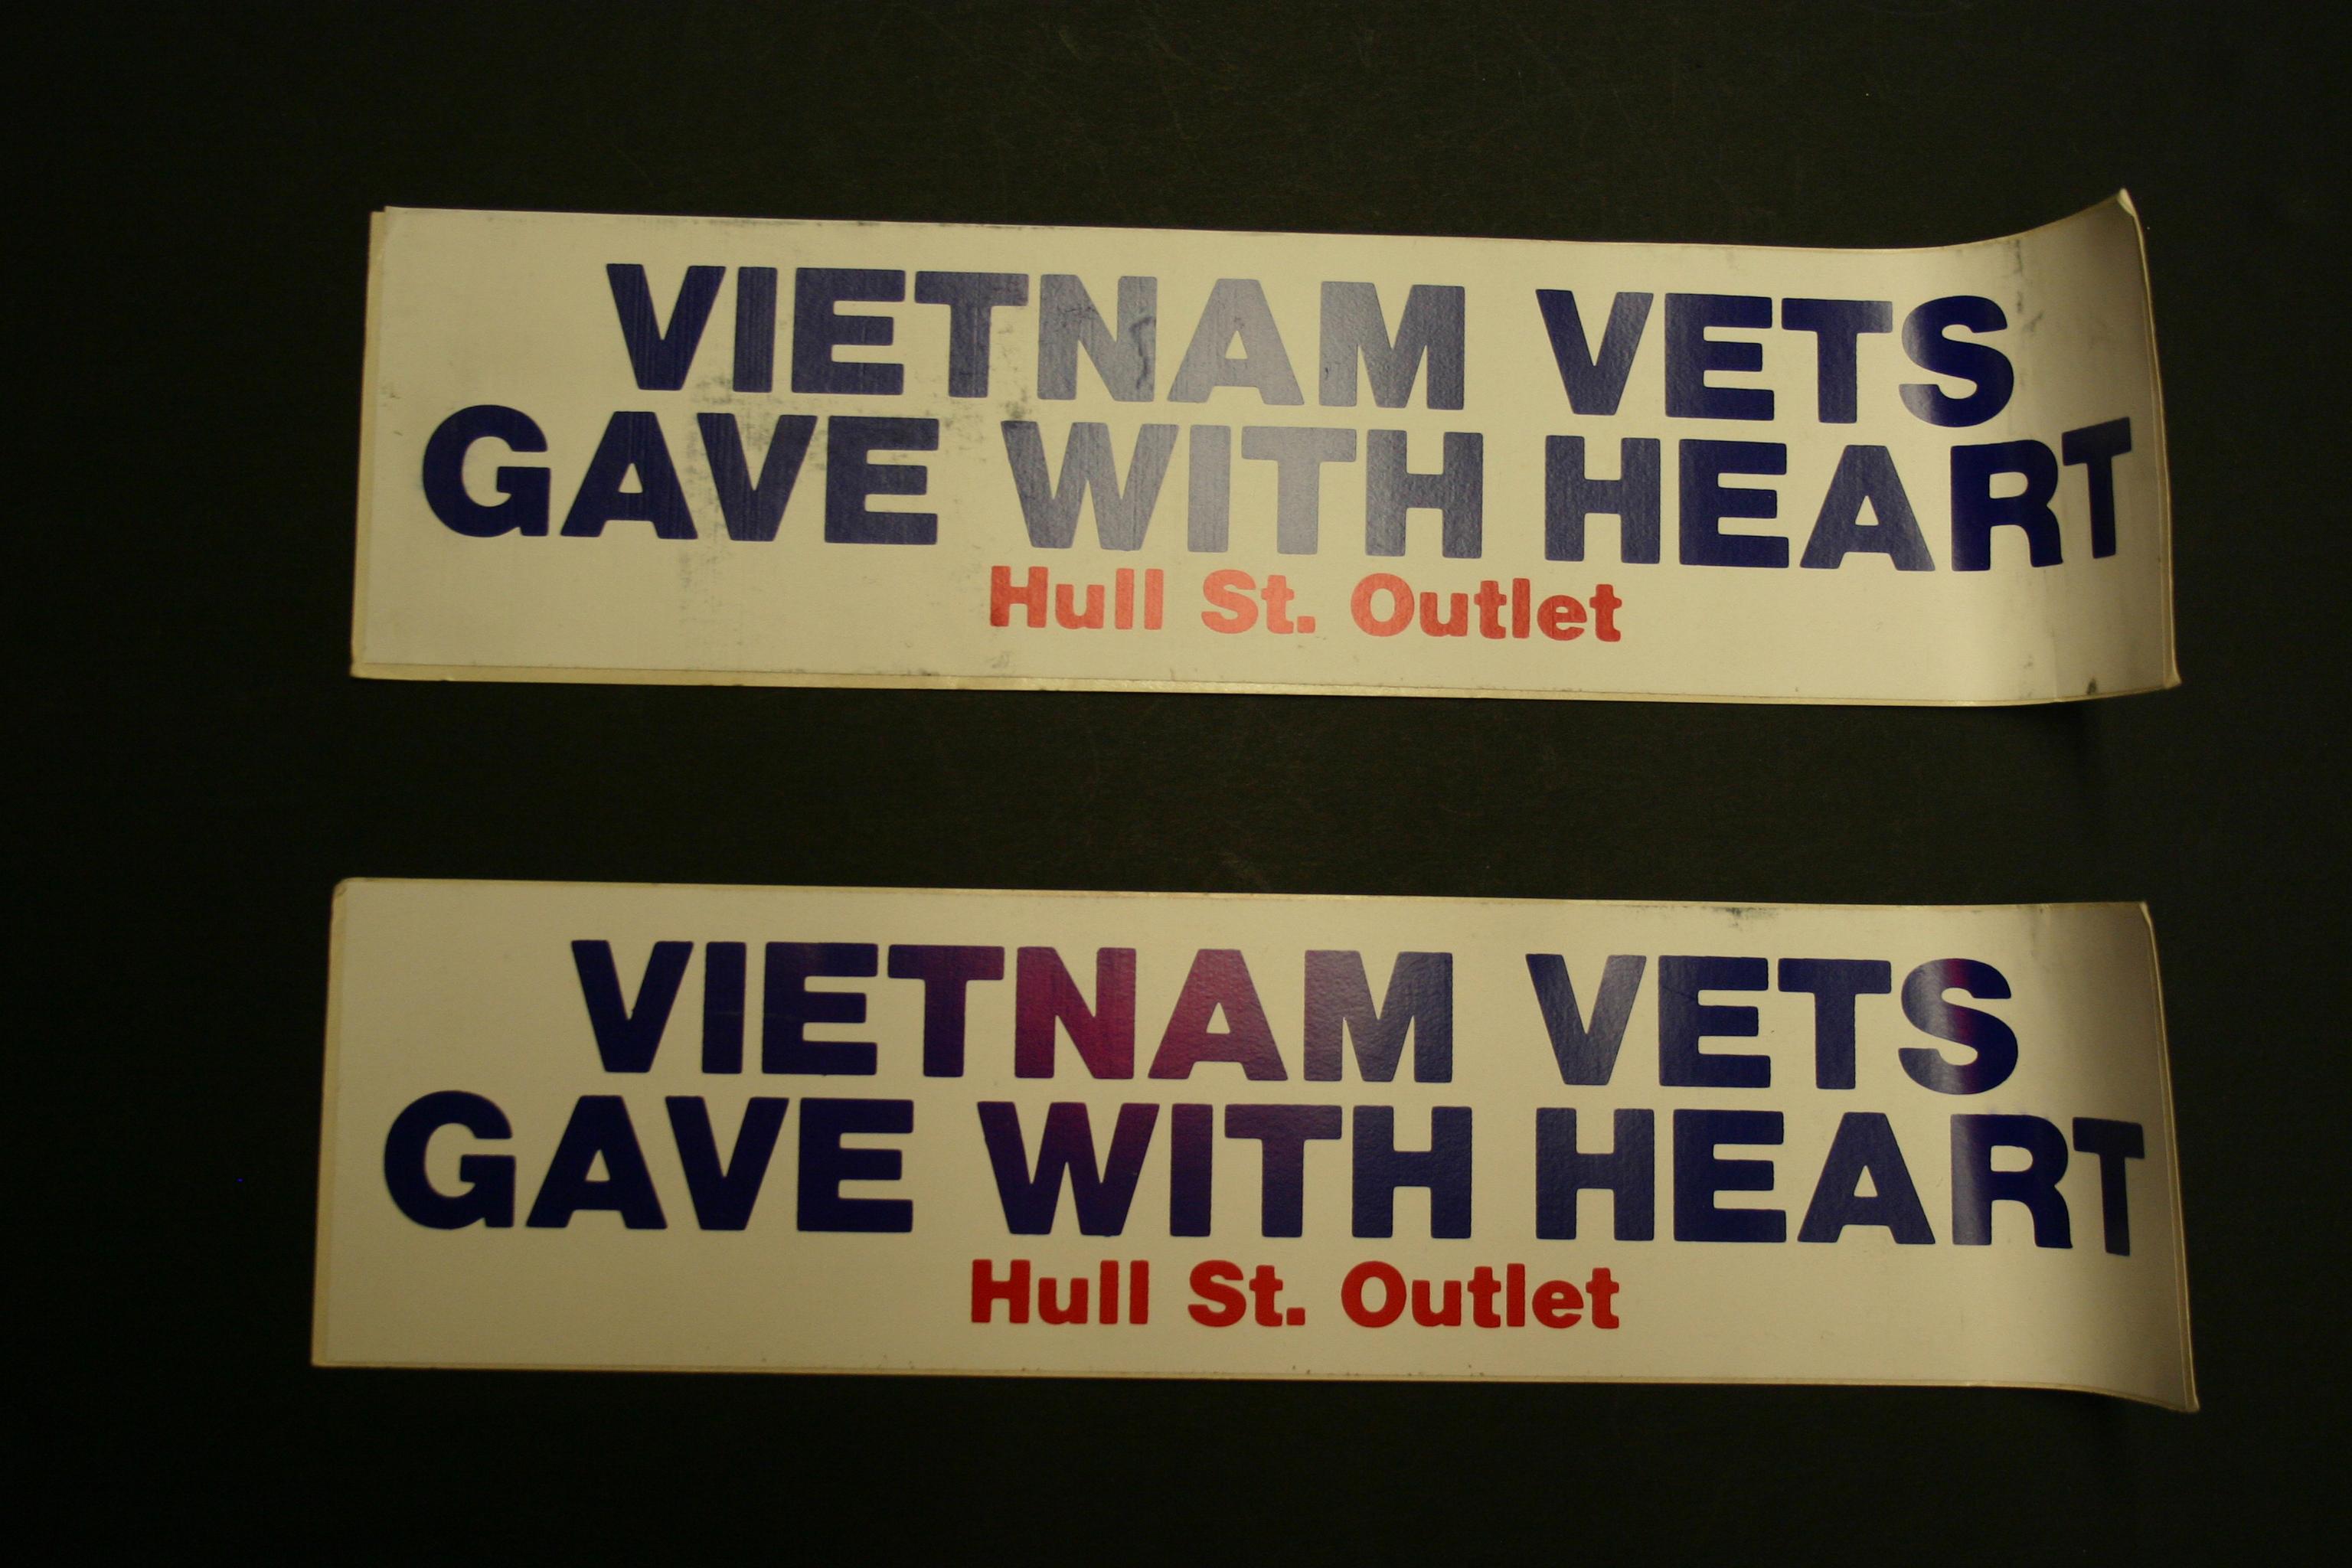 VIETNAM VETS
GAVE WITH HEART
Hull St. Outlet
VIETNAM VETS
GAVE WITH HEART
Hull St. Outlet